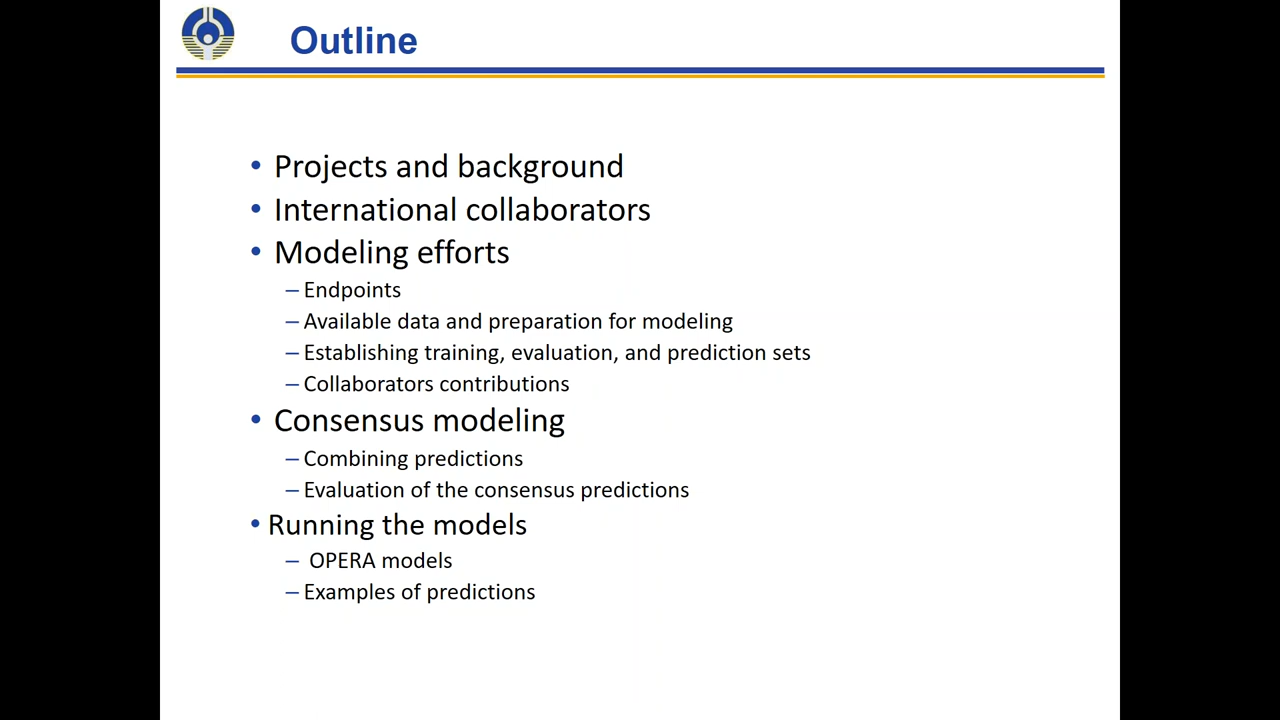 Outline
• Projects and background
• International collaborators
• Modeling efforts
– Endpoints
– Available data and preparation for modeling
– Establishing training, evaluation, and prediction sets
– Collaborators contributions
• Consensus modeling
– Combining predictions
– Evaluation of the consensus predictions
• Running the models
– OPERA models
– Examples of predictions